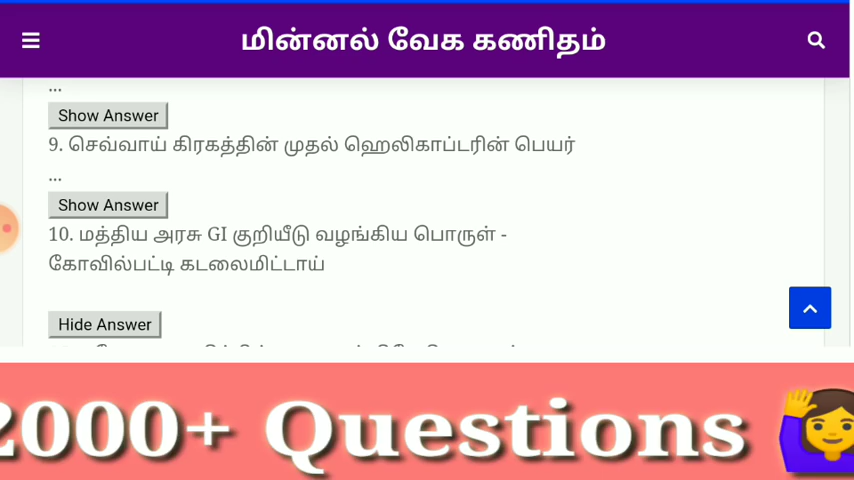 மின்னல் வேக கணிதம்
...
Show Answer
9. செவ்வாய் கிரகத்தின் முதல் ஹெலிகாப்டரின் பெயர்
...
Show Answer
10. மத்திய அரசு GI குறியீடு வழங்கிய பொருள் -
கோவில்பட்டி கடலைமிட்டாய்
Hide Answer
2000+ Questions